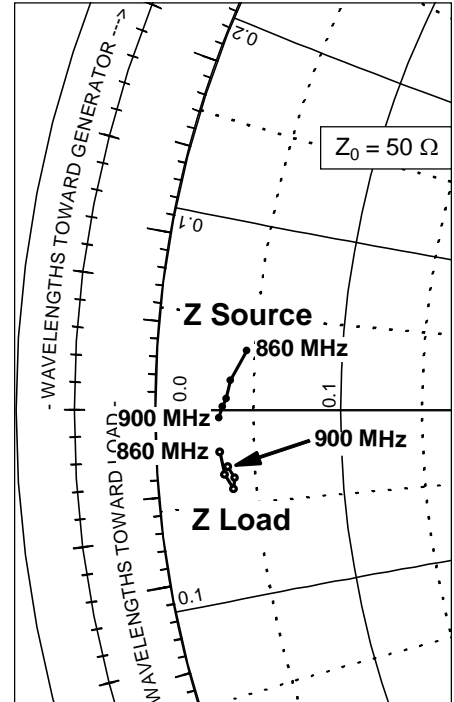 0.2
- WAVELENGTHS TOWARD GENERATOR --->
Z₀ = 50 Ω
0.1
Z Source
860 MHz
0.0
0.1
900 MHz
860 MHz
900 MHz
WAVELENGTHS TOWARD LOAD -
Z Load
0.1